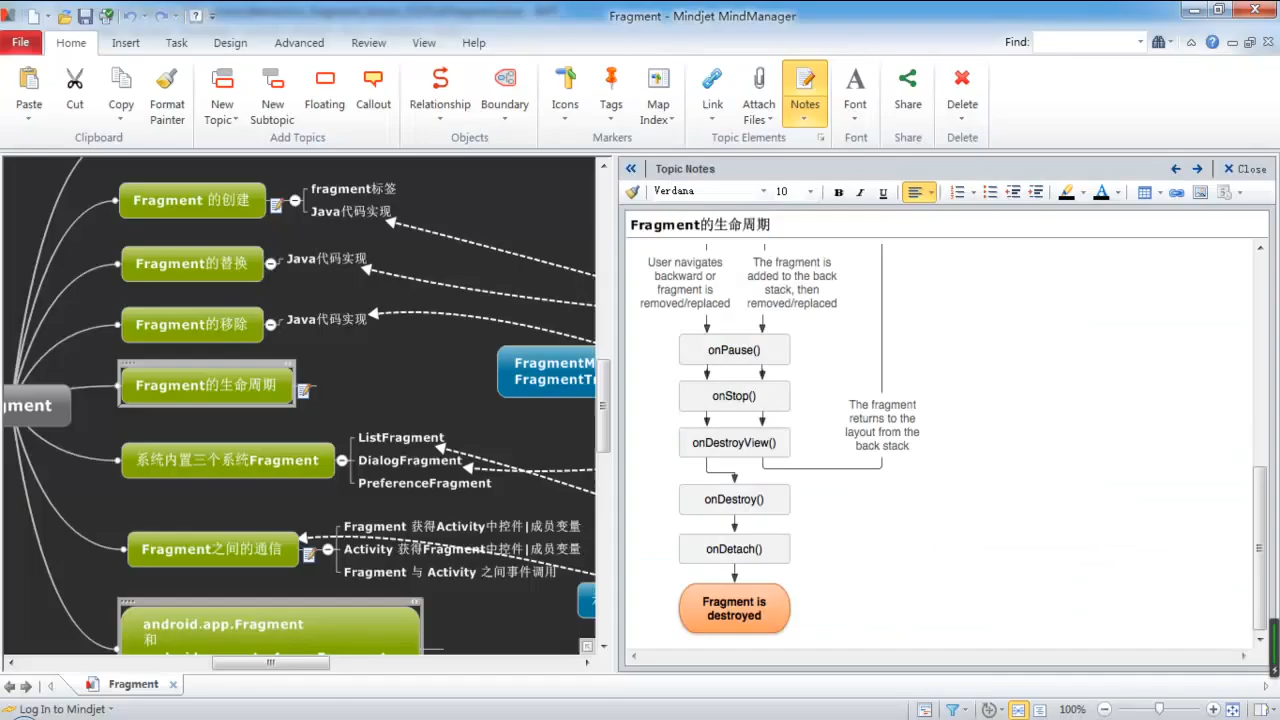 Fragment - Mindjet MindManager
File
Home
Insert
Task
Design
Advanced
Review
View
Help
Find:
Paste
Cut
Copy
Format
Painter
New
Topic
New
Subtopic
Floating
Callout
Relationship
Boundary
Icons
Tags
Map
Index
Link
Attach
Files
Notes
Font
Share
Delete
Clipboard
Add Topics
Objects
Markers
Topic Elements
Font
Share
Delete
Fragment 的创建
fragment标签
Java代码实现
Fragment的替换
Java代码实现
Fragment的移除
Java代码实现
Fragment的生命周期
gment
FragmentM
FragmentTr
系统内置三个系统Fragment
ListFragment
DialogFragment
PreferenceFragment
Fragment之间的通信
Fragment 获得Activity中控件|成员变量
Activity 获得Fragment中控件|成员变量
Fragment 与 Activity 之间事件调用
android.app.Fragment
和
Topic Notes
Close
Verdana
10
B
I
U
A
Fragment的生命周期
User navigates
backward or
fragment is
removed/replaced
The fragment is
added to the back
stack, then
removed/replaced
onPause()
onStop()
onDestroyView()
The fragment
returns to the
layout from the
back stack
onDestroy()
onDetach()
Fragment is
destroyed
Fragment
Log In to Mindjet
100%